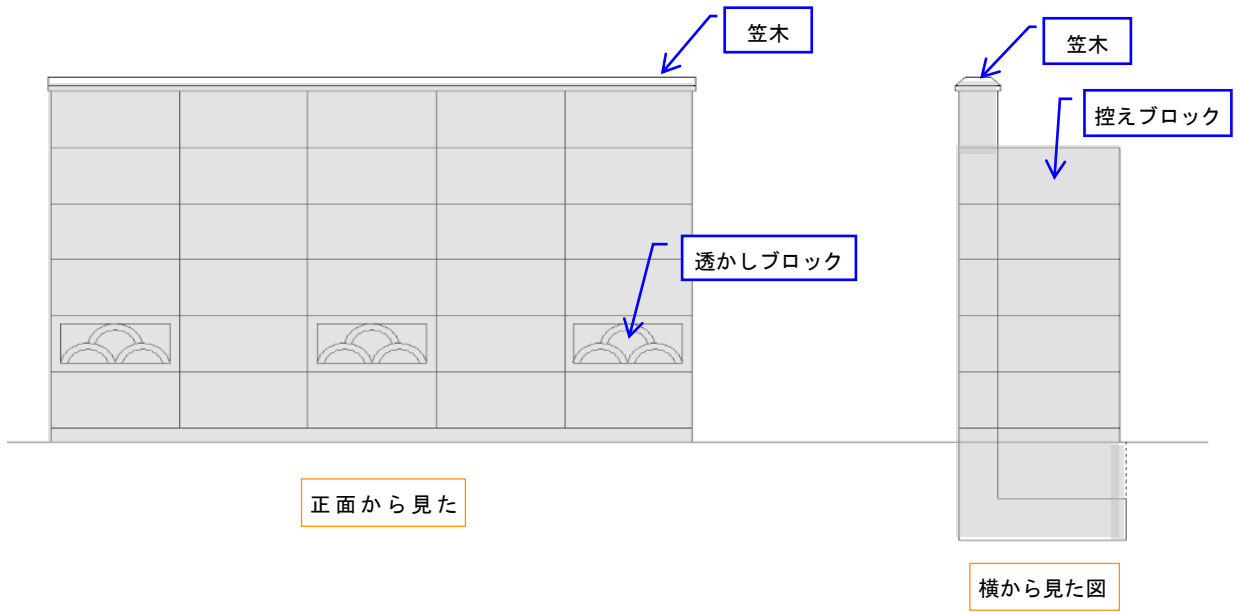 笠木
笠木
控えブロック
透かしブロック
正面から見た
横から見た図